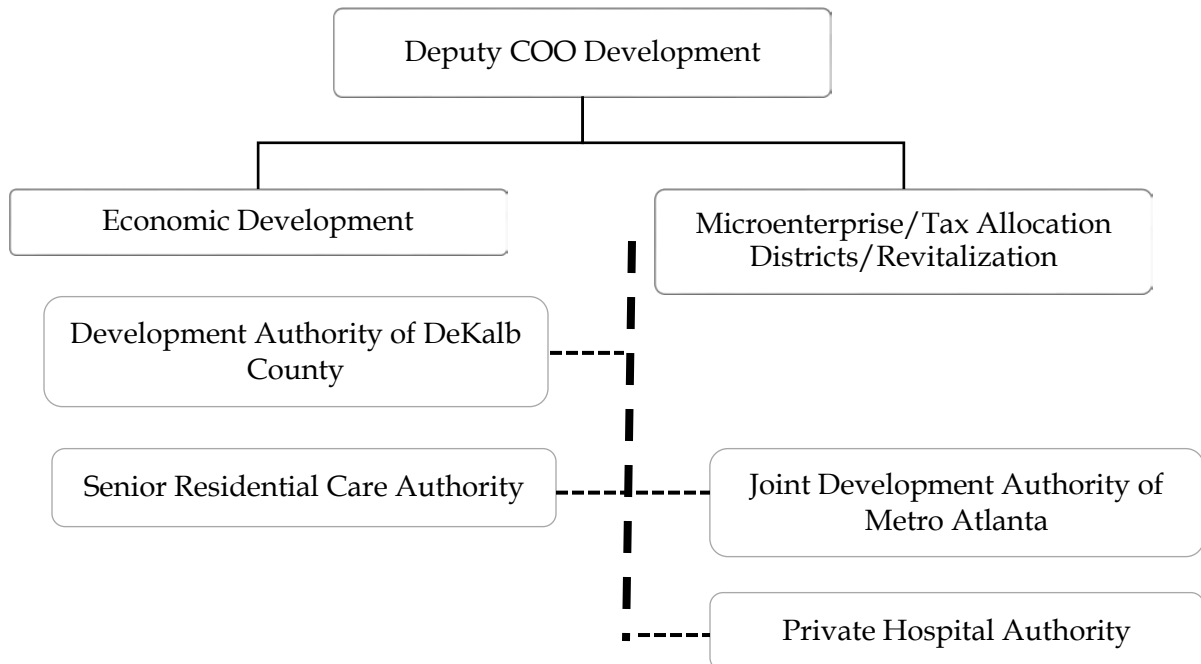 Deputy COO Development
Economic Development
Microenterprise/Tax Allocation
Districts/Revitalization
Development Authority of DeKalb
County
Senior Residential Care Authority
Joint Development Authority of
Metro Atlanta
Private Hospital Authority